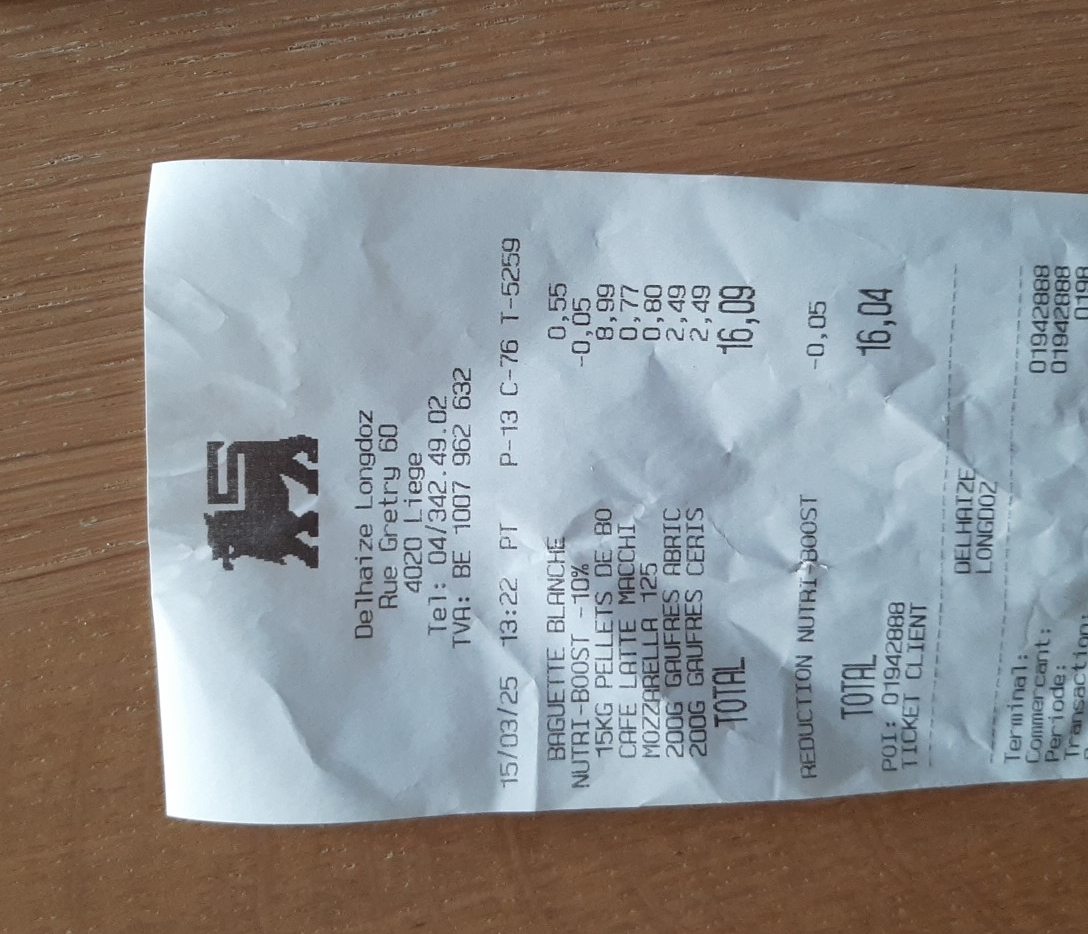 Delhaize Longdoz
Rue Gretry 60
4020 Liege
Tel: 04/342.49.02
TVA: BE 1007 962 632
15/03/25 13:22 PT P-13 C-76 T-5259
BAGUETTE BLANCHE 0,55
NUTRI-BOOST -10% -0,05
15KG PELLETS DE BO 8,99
CAFE LATTE MACCHI 0,77
MOZZARELLA 125 0,80
200G GAUFRES ABRIC 2,49
200G GAUFRES CERIS 2,49
TOTAL 16,09
REDUCTION NUTRI-BOOST -0,05
TOTAL 16,04
POI: 01942888
TICKET CLIENT
DELHAIZE
LONGDOZ
Terminal: 01942888
Commercant: 01942888
Periode: 0198
Transaction: